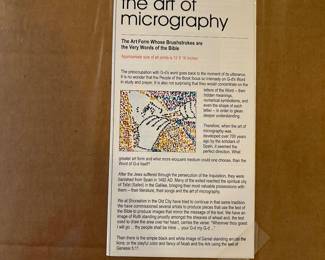 the art of
micrography
The Art Form Whose Brushstrokes are
the Very Words of the Bible
Approximate size of art prints is 12 X 16 inches
The preoccupation with G-d's word goes back to the moment of its utterance.
It is no wonder that the People of the Book focus so intensely on G-d's Word
in study and prayer. It is also not surprising that they would concentrate on the
letters of the Word – their
hidden meanings,
numerical symbolisms, and
even the shape of each
letter – in order to glean
deeper understanding.
Therefore, when the art of
micrography was
developed over 700 years
ago by the scholars of
Spain, it seemed the
perfect direction. What
greater art form and what more eloquent medium could one choose, than the
Word of G-d itself?
After the Jews suffered through the persecution of the Inquisition, they were
banished from Spain in 1492 AD. Many of the exiled reached the spiritual city
of Tsfat (Safed), in the Galilee, bringing their most valuable possessions with
them – their literature, their songs and the art of micrography.
We at Shorashim in the Old City have tried to continue in that same tradition.
We have commissioned several artists to produce pieces that use the text of
the Bible to produce images that mirror the message of the text. We have an
image of Ruth standing proudly amongst the sheaves of wheat and, the text
used to draw the area over her heart, carries the verse: "Wherever thou goest
I will go ... thy people shall be mine ... your G-d my G-d"
Then there is the simple black and white image of Daniel standing amidst the
lions; or the playful color and fancy of Noah and the Ark using the text of
Genesis 5:11.